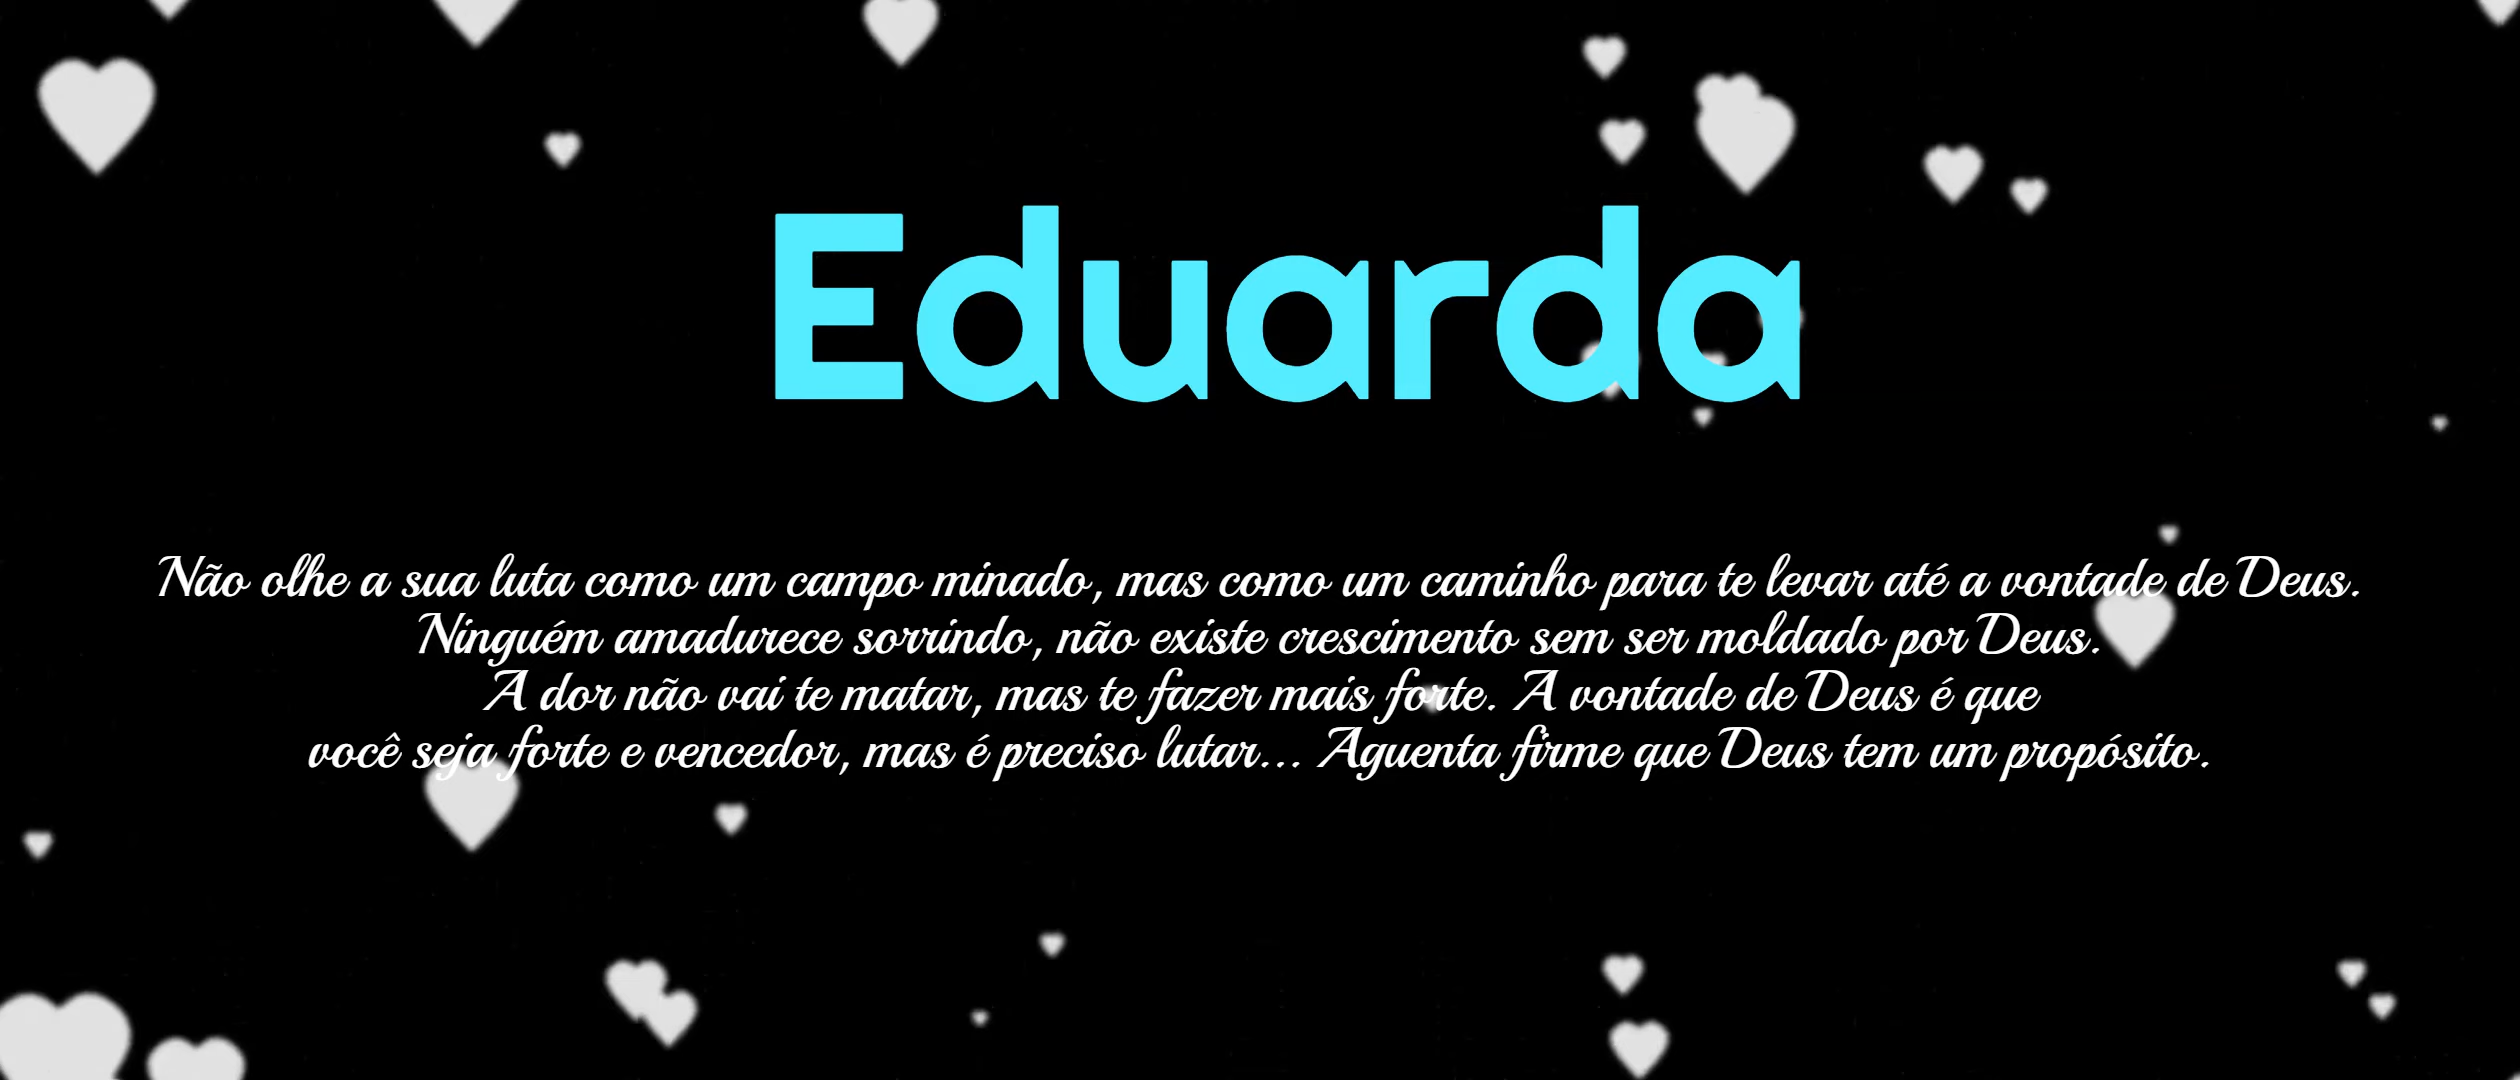 Eduarda
Não olhe a sua luta como um campo minado, mas como um caminho para te levar até a vontade de Deus.
Ninguém amadurece sorrindo, não existe crescimento sem ser moldado por Deus.
A dor não vai te matar, mas te fazer mais forte. A vontade de Deus é que
você seja forte e vencedor, mas é preciso lutar... Aguenta firme que Deus tem um propósito.